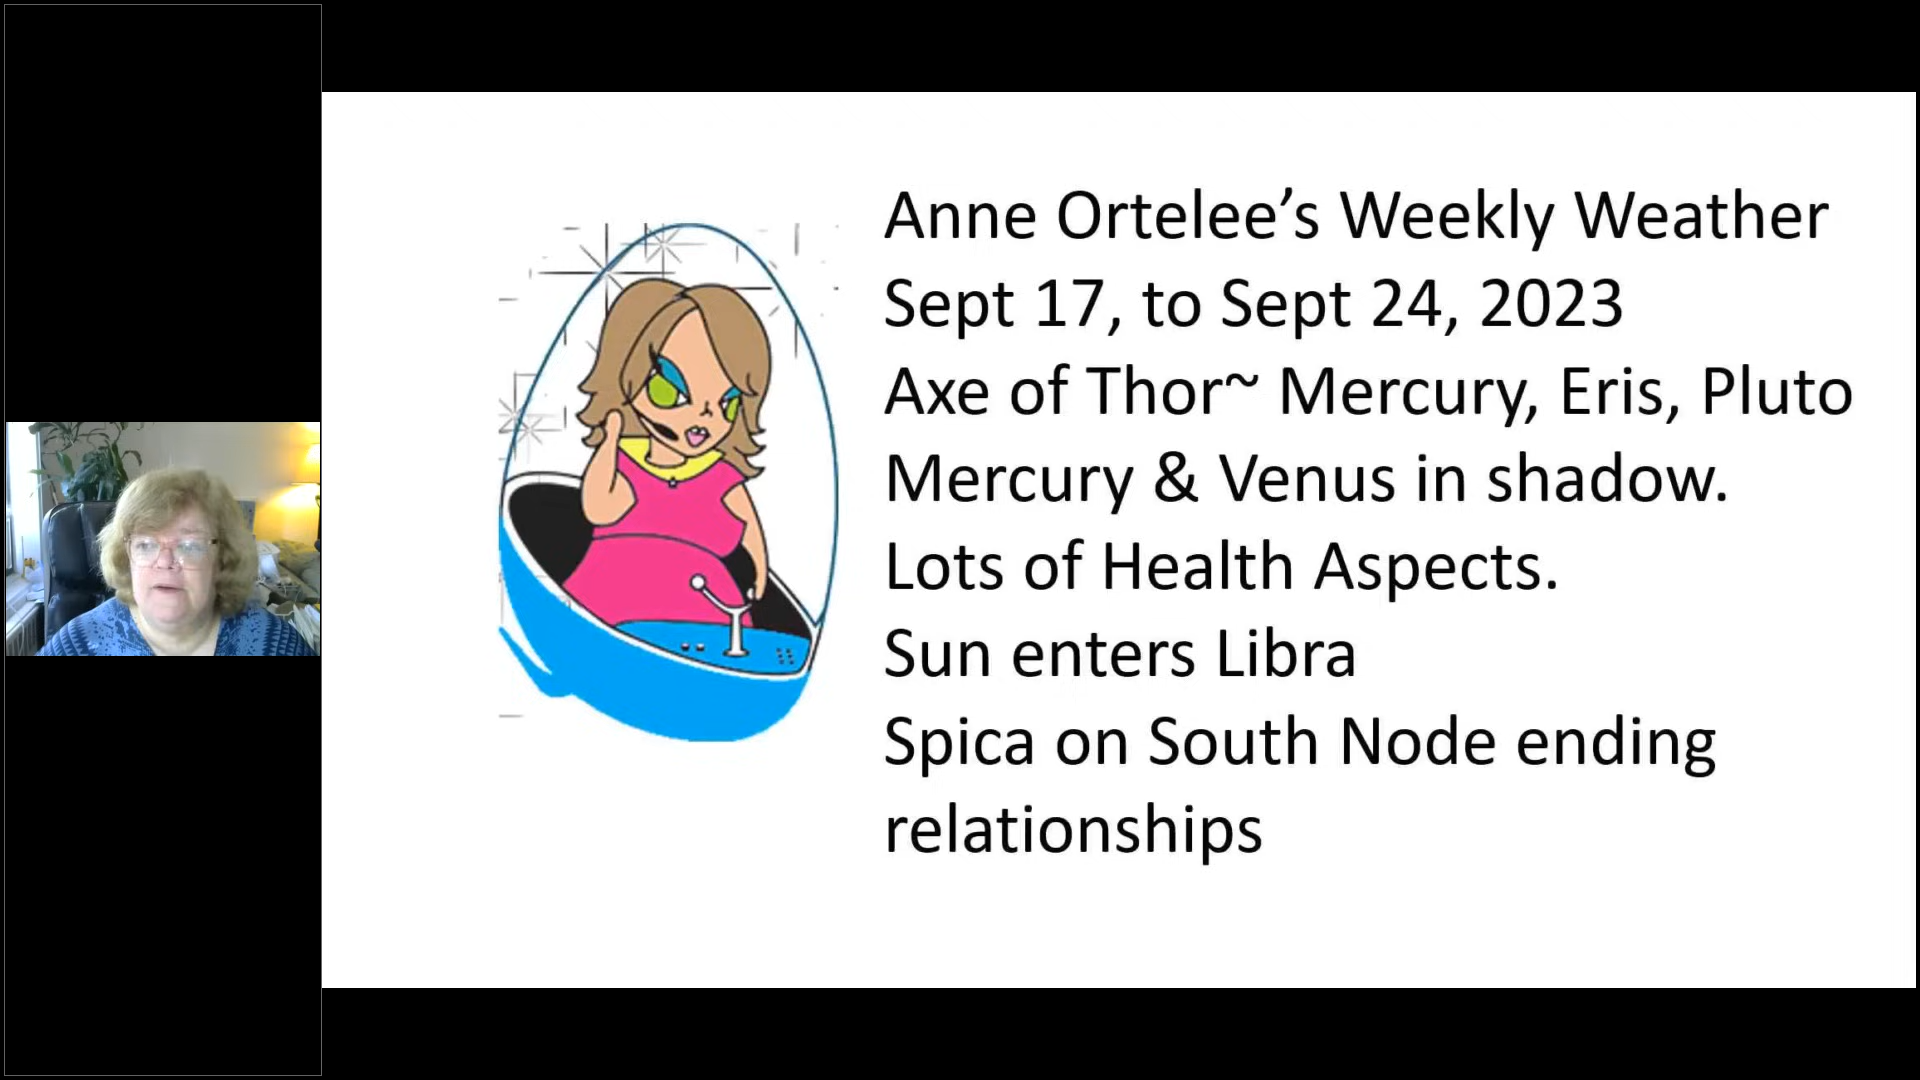 Anne Ortelee’s Weekly Weather
Sept 17, to Sept 24, 2023
Axe of Thor~ Mercury, Eris, Pluto
Mercury & Venus in shadow.
Lots of Health Aspects.
Sun enters Libra
Spica on South Node ending
relationships